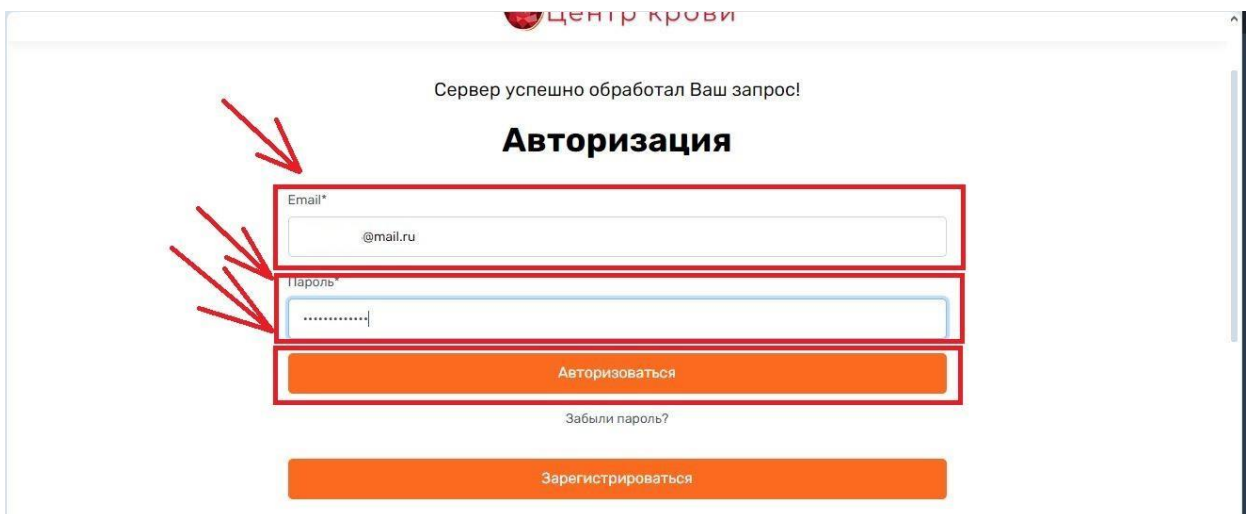 Центр крови
Сервер успешно обработал Ваш запрос!
Авторизация
Email*
@mail.ru
Пароль*
•••••••••••••
Авторизоваться
Забыли пароль?
Зарегистрироваться